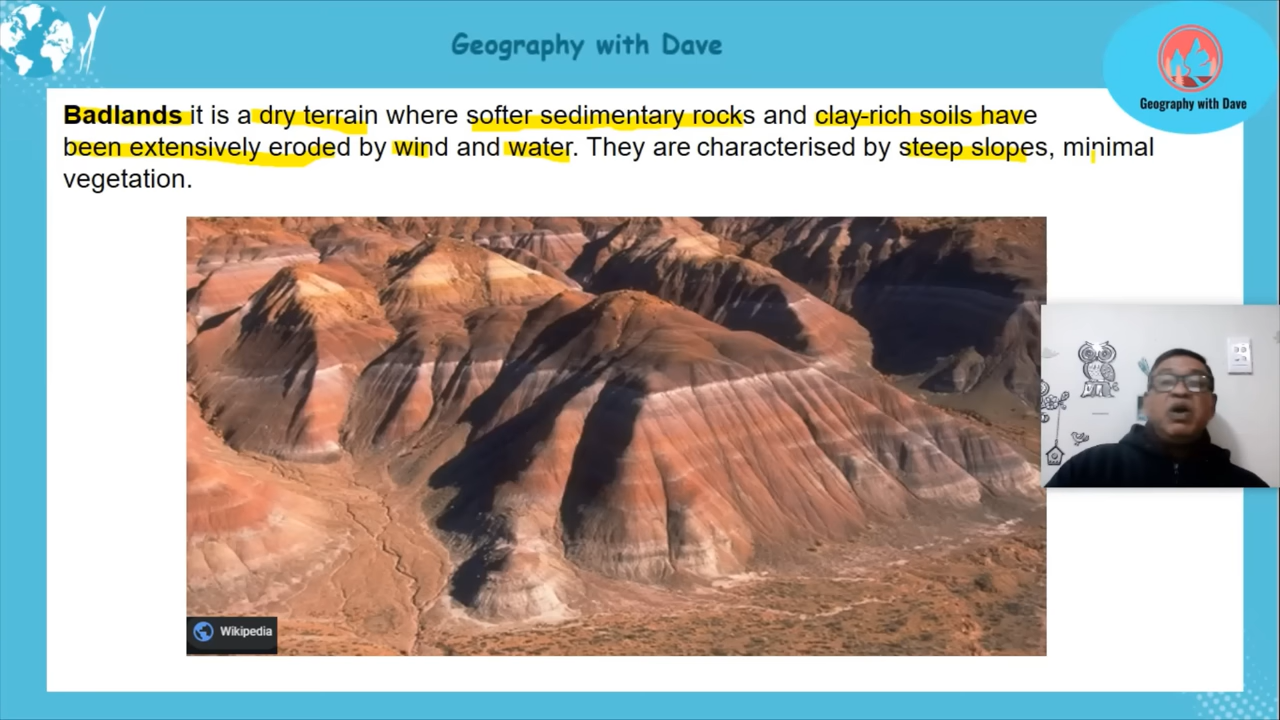 Geography with Dave
Geography with Dave
Badlands it is a dry terrain where softer sedimentary rocks and clay-rich soils have
been extensively eroded by wind and water. They are characterised by steep slopes, minimal
vegetation.
Wikipedia